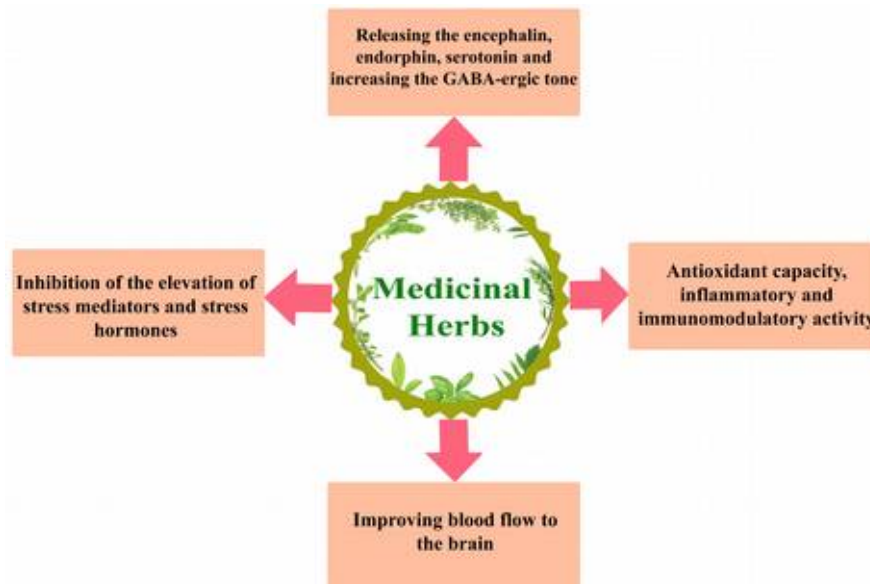 Releasing the encephalin,
endorphin, serotonin and
increasing the GABA-ergic tone
Inhibition of the elevation of
stress mediators and stress
hormones
Medicinal
Herbs
Antioxidant capacity,
inflammatory and
immunomodulatory activity
Improving blood flow to
the brain